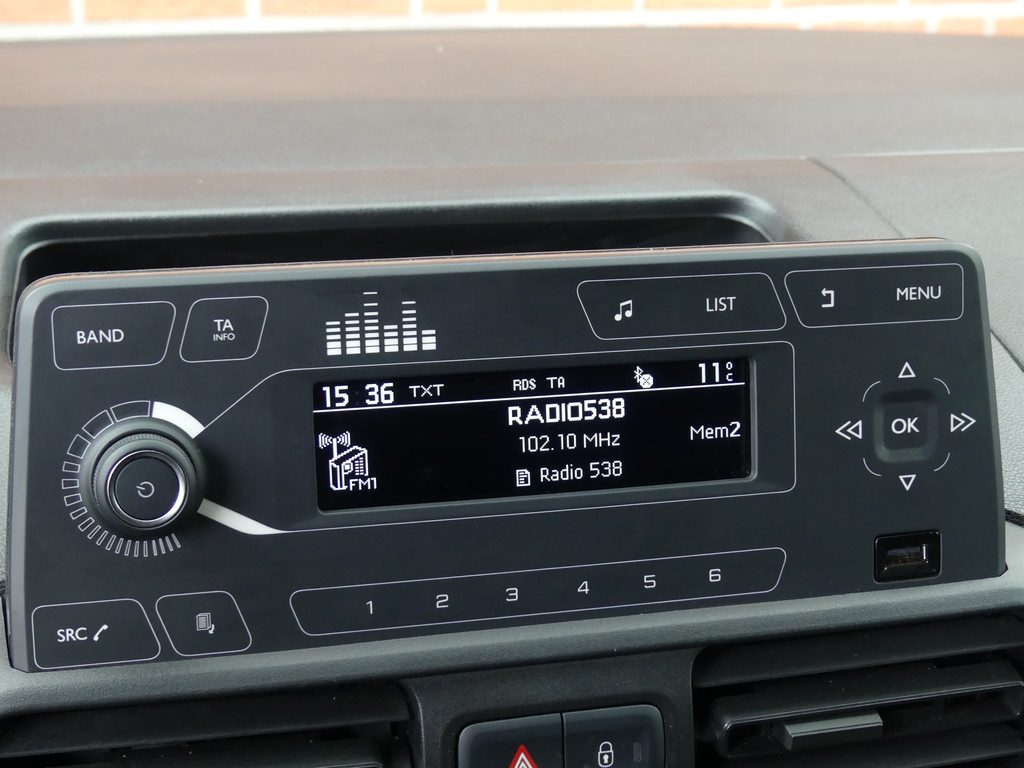 BAND
TA
INFO
LIST
MENU
15 36 TXT RDS TA 11°C
RADIO538
102.10 MHz
Mem2
Radio 538
FM1
OK
1 2 3 4 5 6
SRC